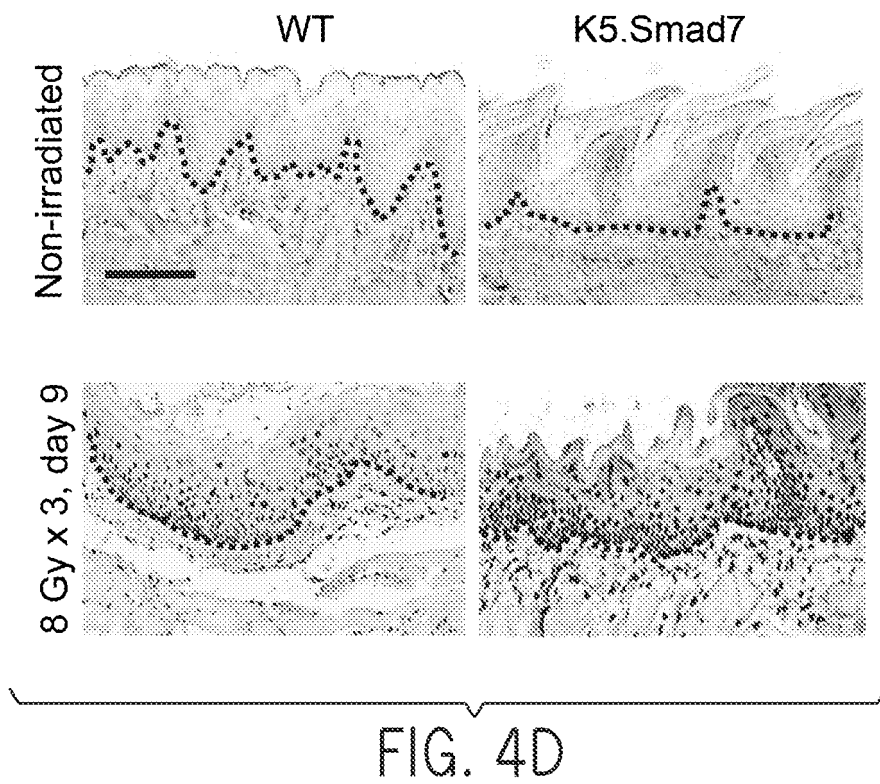 WT
K5.Smad7
Non-irradiated
8 Gy x 3, day 9
FIG. 4D